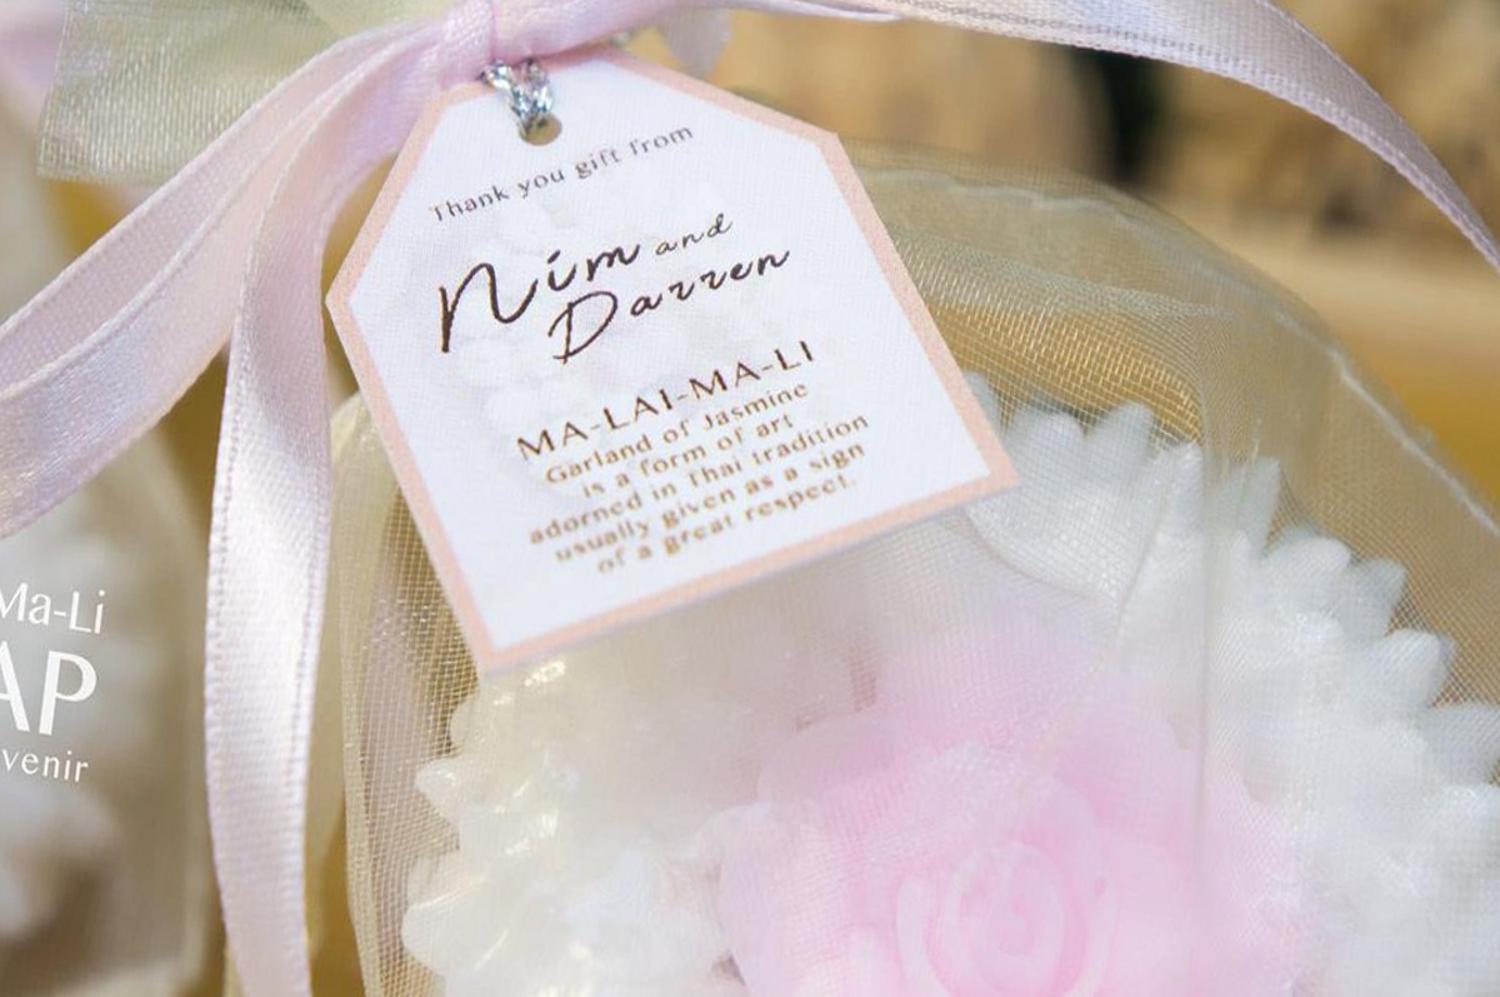 Thank you gift from
Nim and
Darren
MA-LAI-MA-LI
Garland of Jasmine
is a form of art
adorned in Thai tradition
usually given as a sign
of a great respect.
Ma-Li
AP
venir